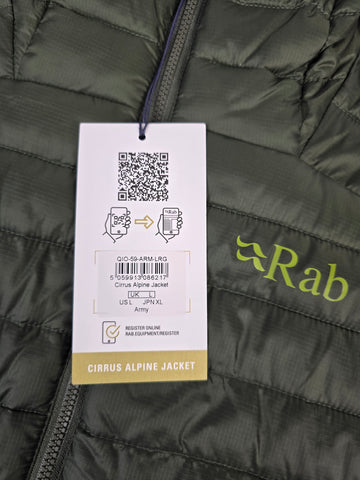 Rab
QIO-59-ARM-LRG
5 059913 086217
Cirrus Alpine Jacket
UK L
US L JPN XL
Army
REGISTER ONLINE
RAB.EQUIPMENT/REGISTER
CIRRUS ALPINE JACKET
Rab